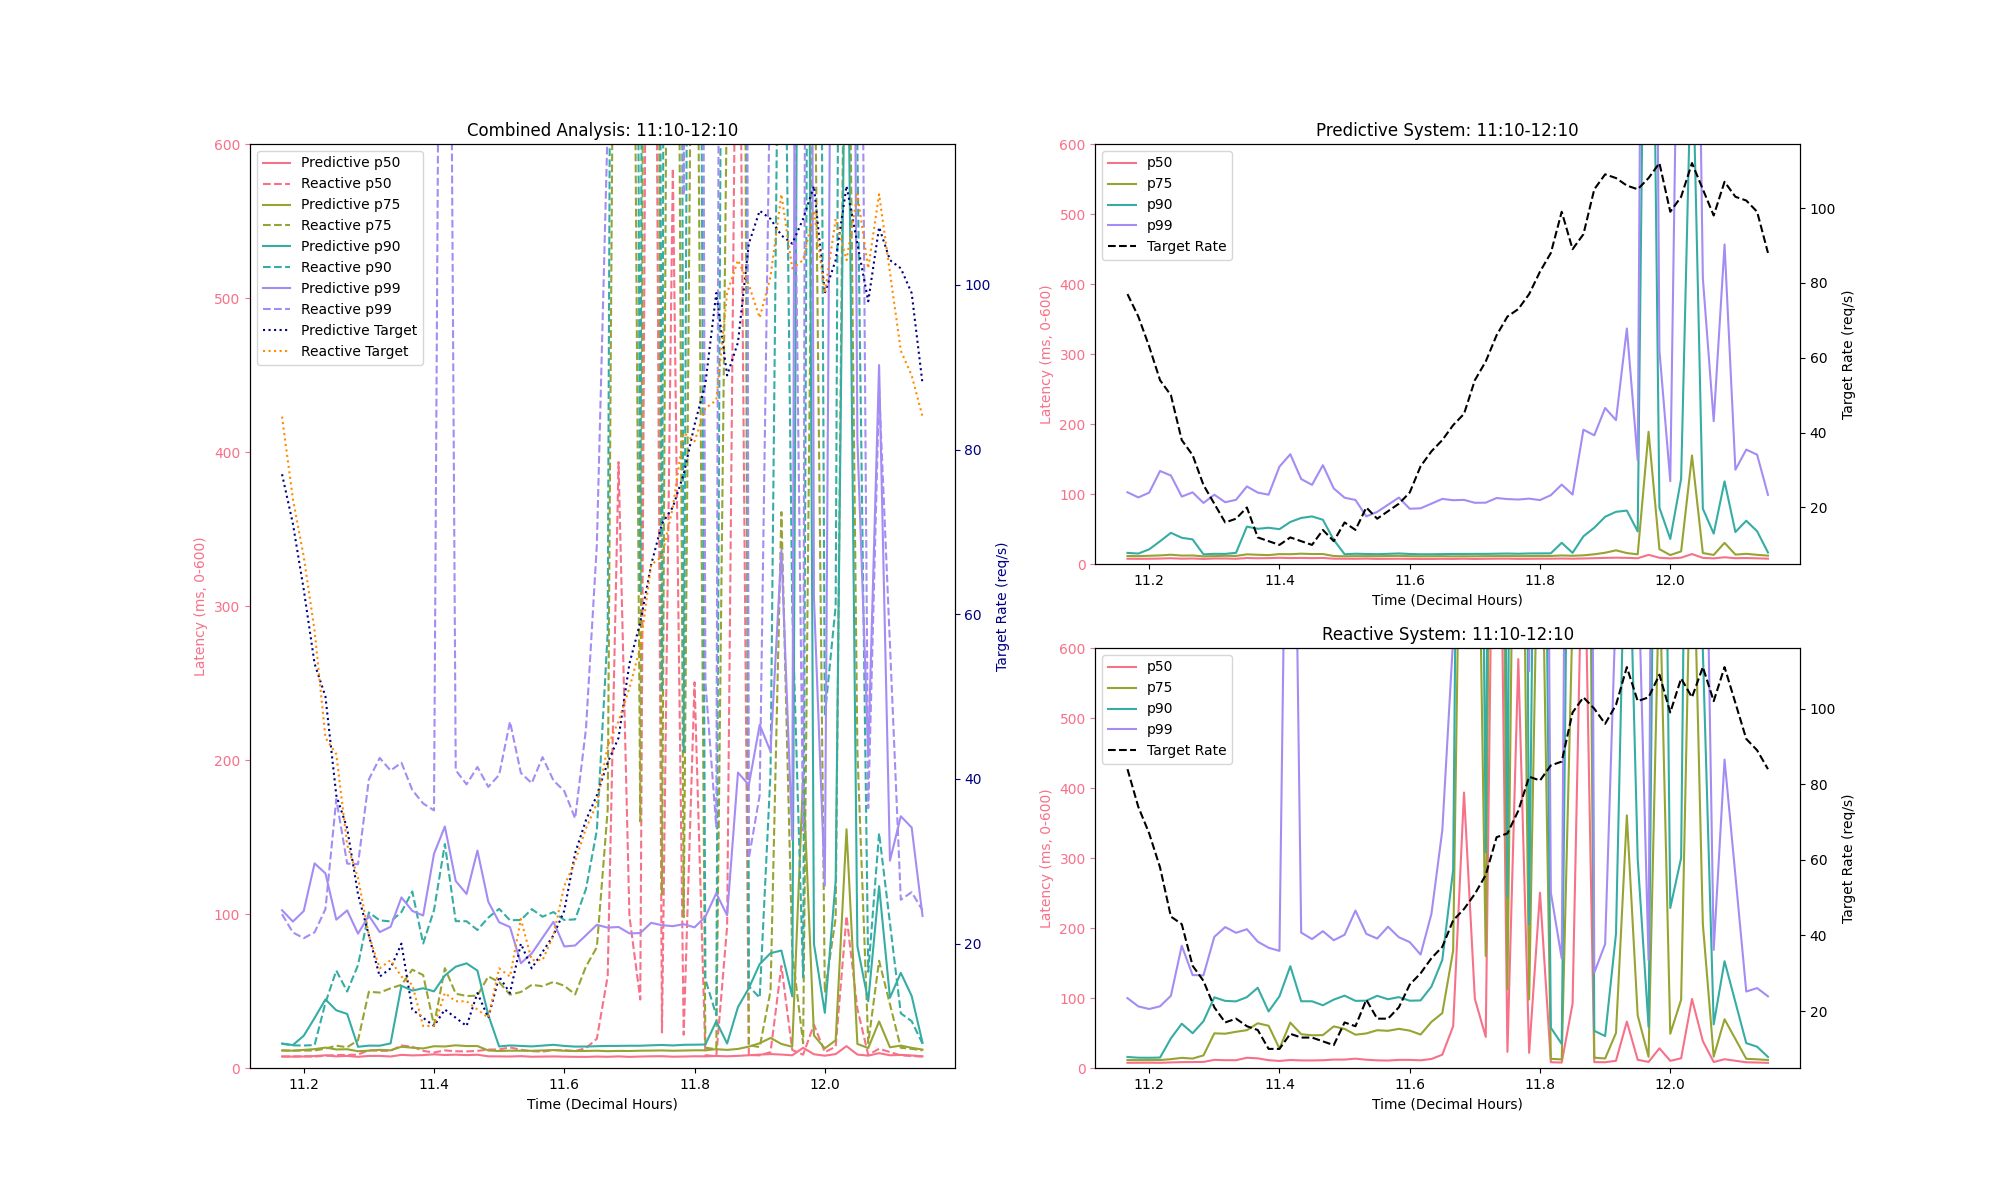 Combined Analysis: 11:10-12:10
Predictive p50
Reactive p50
Predictive p75
Reactive p75
Predictive p90
Reactive p90
Predictive p99
Reactive p99
Predictive Target
Reactive Target
600
500
400
300
200
100
0
Latency (ms, 0-600)
100
80
60
40
20
Target Rate (req/s)
11.2 11.4 11.6 11.8 12.0
Time (Decimal Hours)
Predictive System: 11:10-12:10
p50
p75
p90
p99
Target Rate
600
500
400
300
200
100
0
Latency (ms, 0-600)
100
80
60
40
20
Target Rate (req/s)
11.2 11.4 11.6 11.8 12.0
Time (Decimal Hours)
Reactive System: 11:10-12:10
p50
p75
p90
p99
Target Rate
600
500
400
300
200
100
0
Latency (ms, 0-600)
100
80
60
40
20
Target Rate (req/s)
11.2 11.4 11.6 11.8 12.0
Time (Decimal Hours)